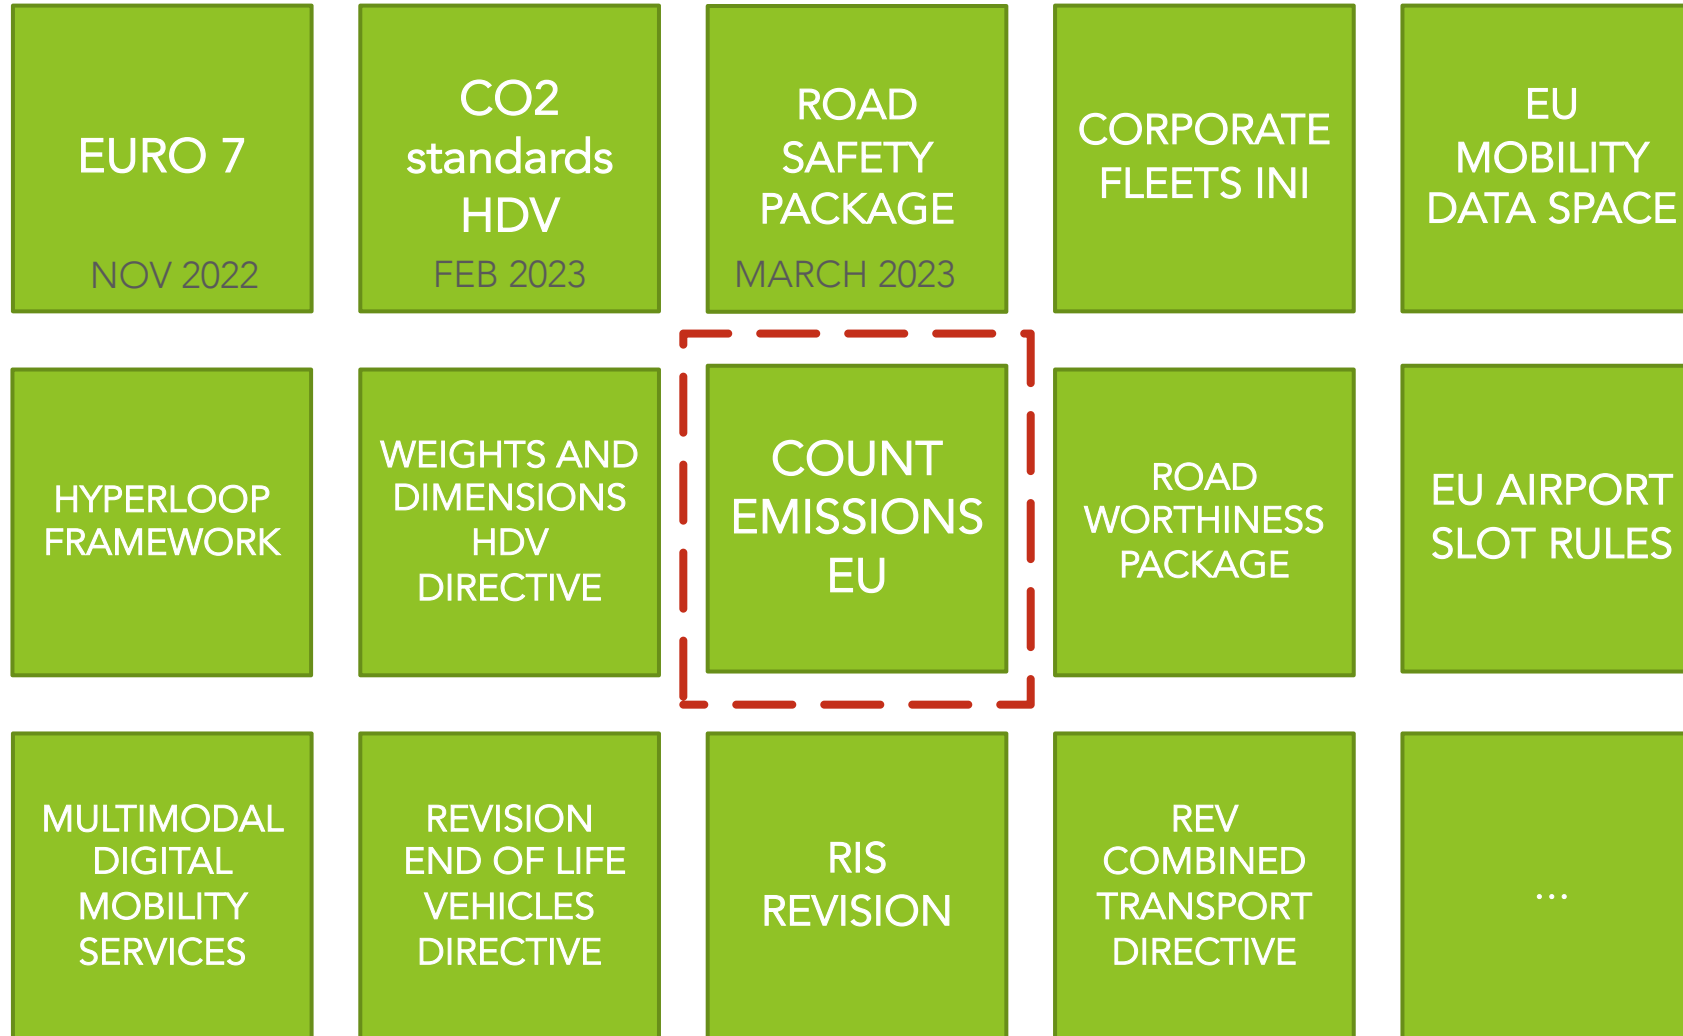 EURO 7
NOV 2022
CO2
standards
HDV
FEB 2023
ROAD
SAFETY
PACKAGE
MARCH 2023
CORPORATE
FLEETS INI
EU
MOBILITY
DATA SPACE
HYPERLOOP
FRAMEWORK
WEIGHTS AND
DIMENSIONS
HDV
DIRECTIVE
COUNT
EMISSIONS
EU
ROAD
WORTHINESS
PACKAGE
EU AIRPORT
SLOT RULES
MULTIMODAL
DIGITAL
MOBILITY
SERVICES
REVISION
END OF LIFE
VEHICLES
DIRECTIVE
RIS
REVISION
REV
COMBINED
TRANSPORT
DIRECTIVE
...